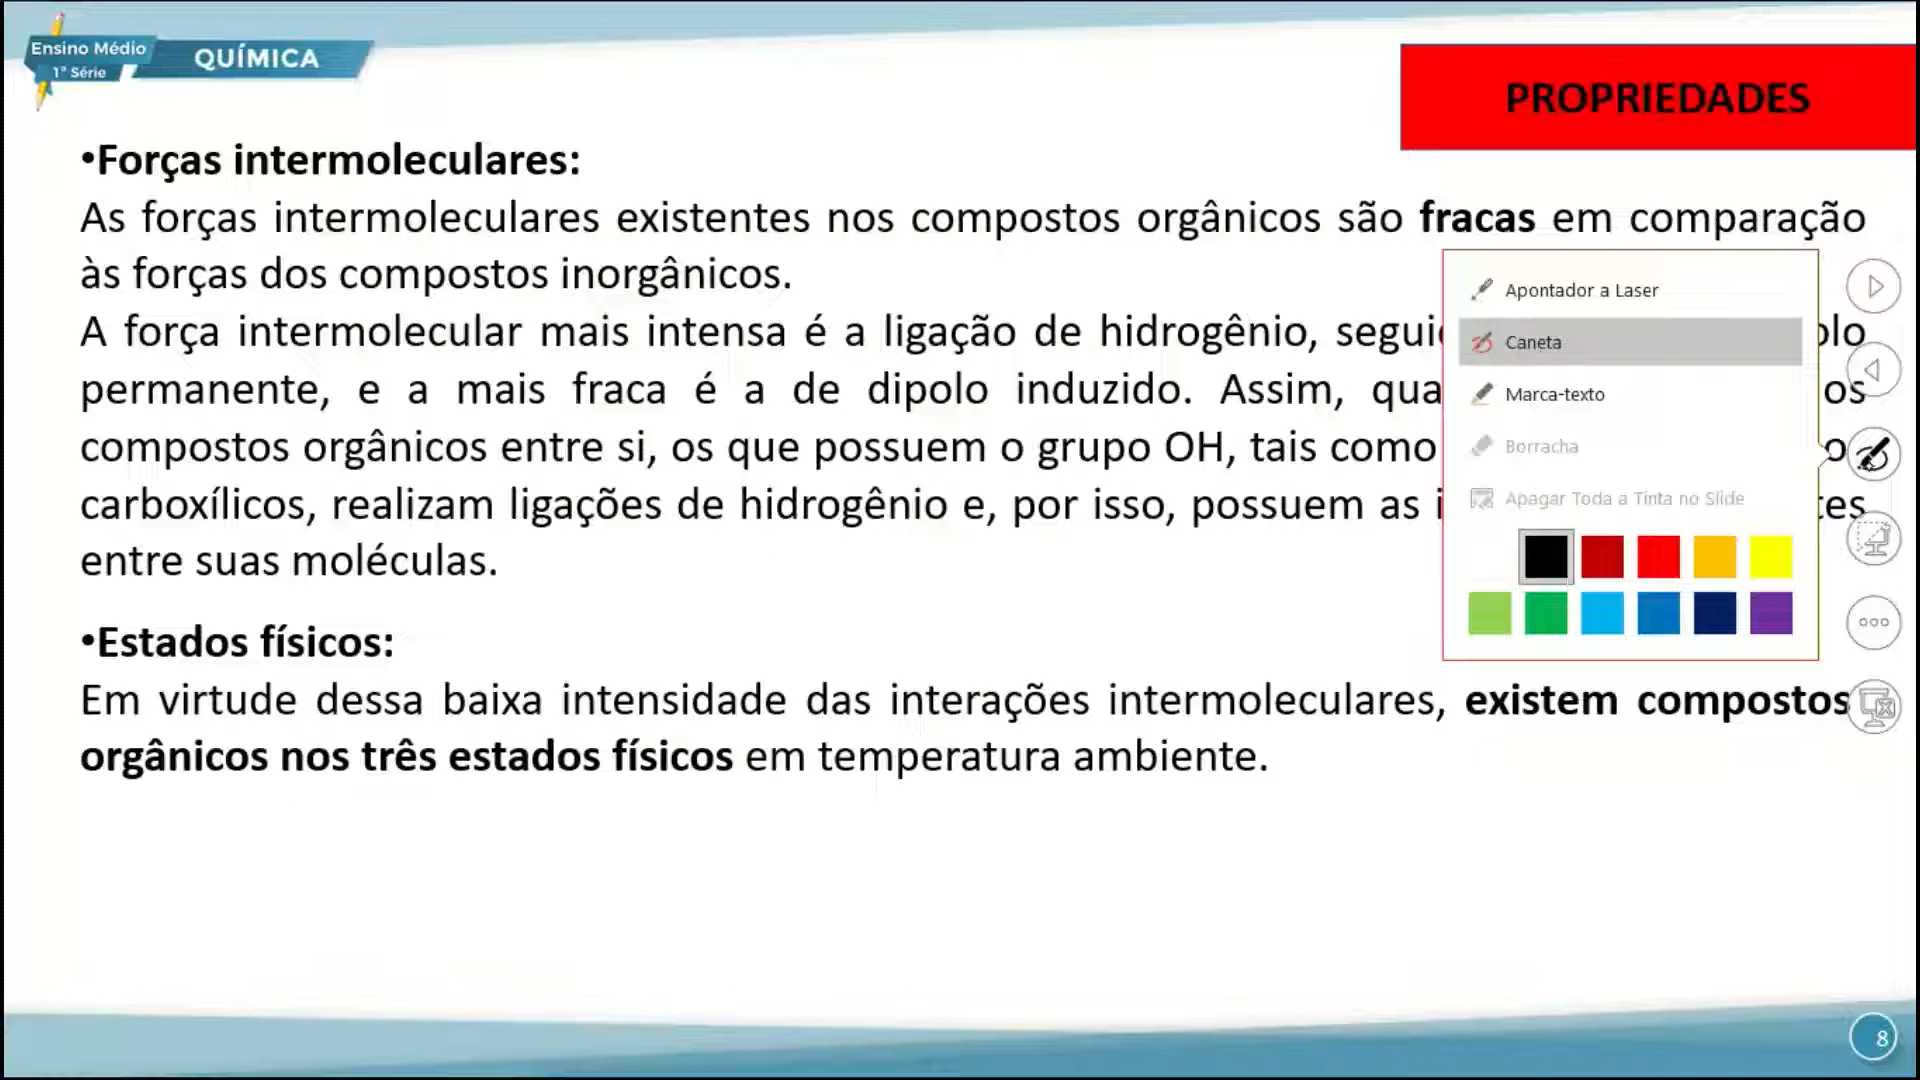 Ensino Médio
1ª Série
QUÍMICA
PROPRIEDADES
•Forças intermoleculares:
As forças intermoleculares existentes nos compostos orgânicos são fracas em comparação
às forças dos compostos inorgânicos.
A força intermolecular mais intensa é a ligação de hidrogênio,
permanente, e a mais fraca é a de dipolo induzido. Assim,
compostos orgânicos entre si, os que possuem o grupo OH, tais como
carboxílicos, realizam ligações de hidrogênio e, por isso, possuem as
entre suas moléculas.
•Estados físicos:
Em virtude dessa baixa intensidade das interações intermoleculares, existem compostos
orgânicos nos três estados físicos em temperatura ambiente.
Apontador a Laser
Caneta
Marca-texto
Borracha
Apagar Toda a Tinta no Slide
8